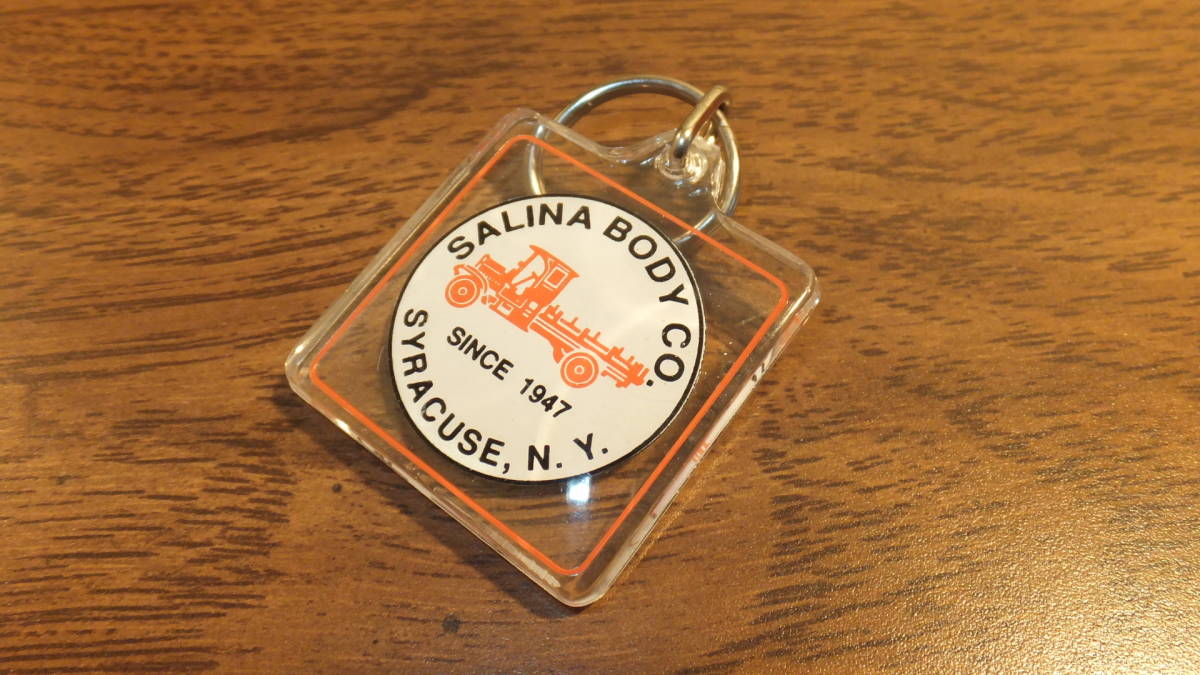 SALINA BODY CO.
SINCE 1947
SYRACUSE, N. Y.